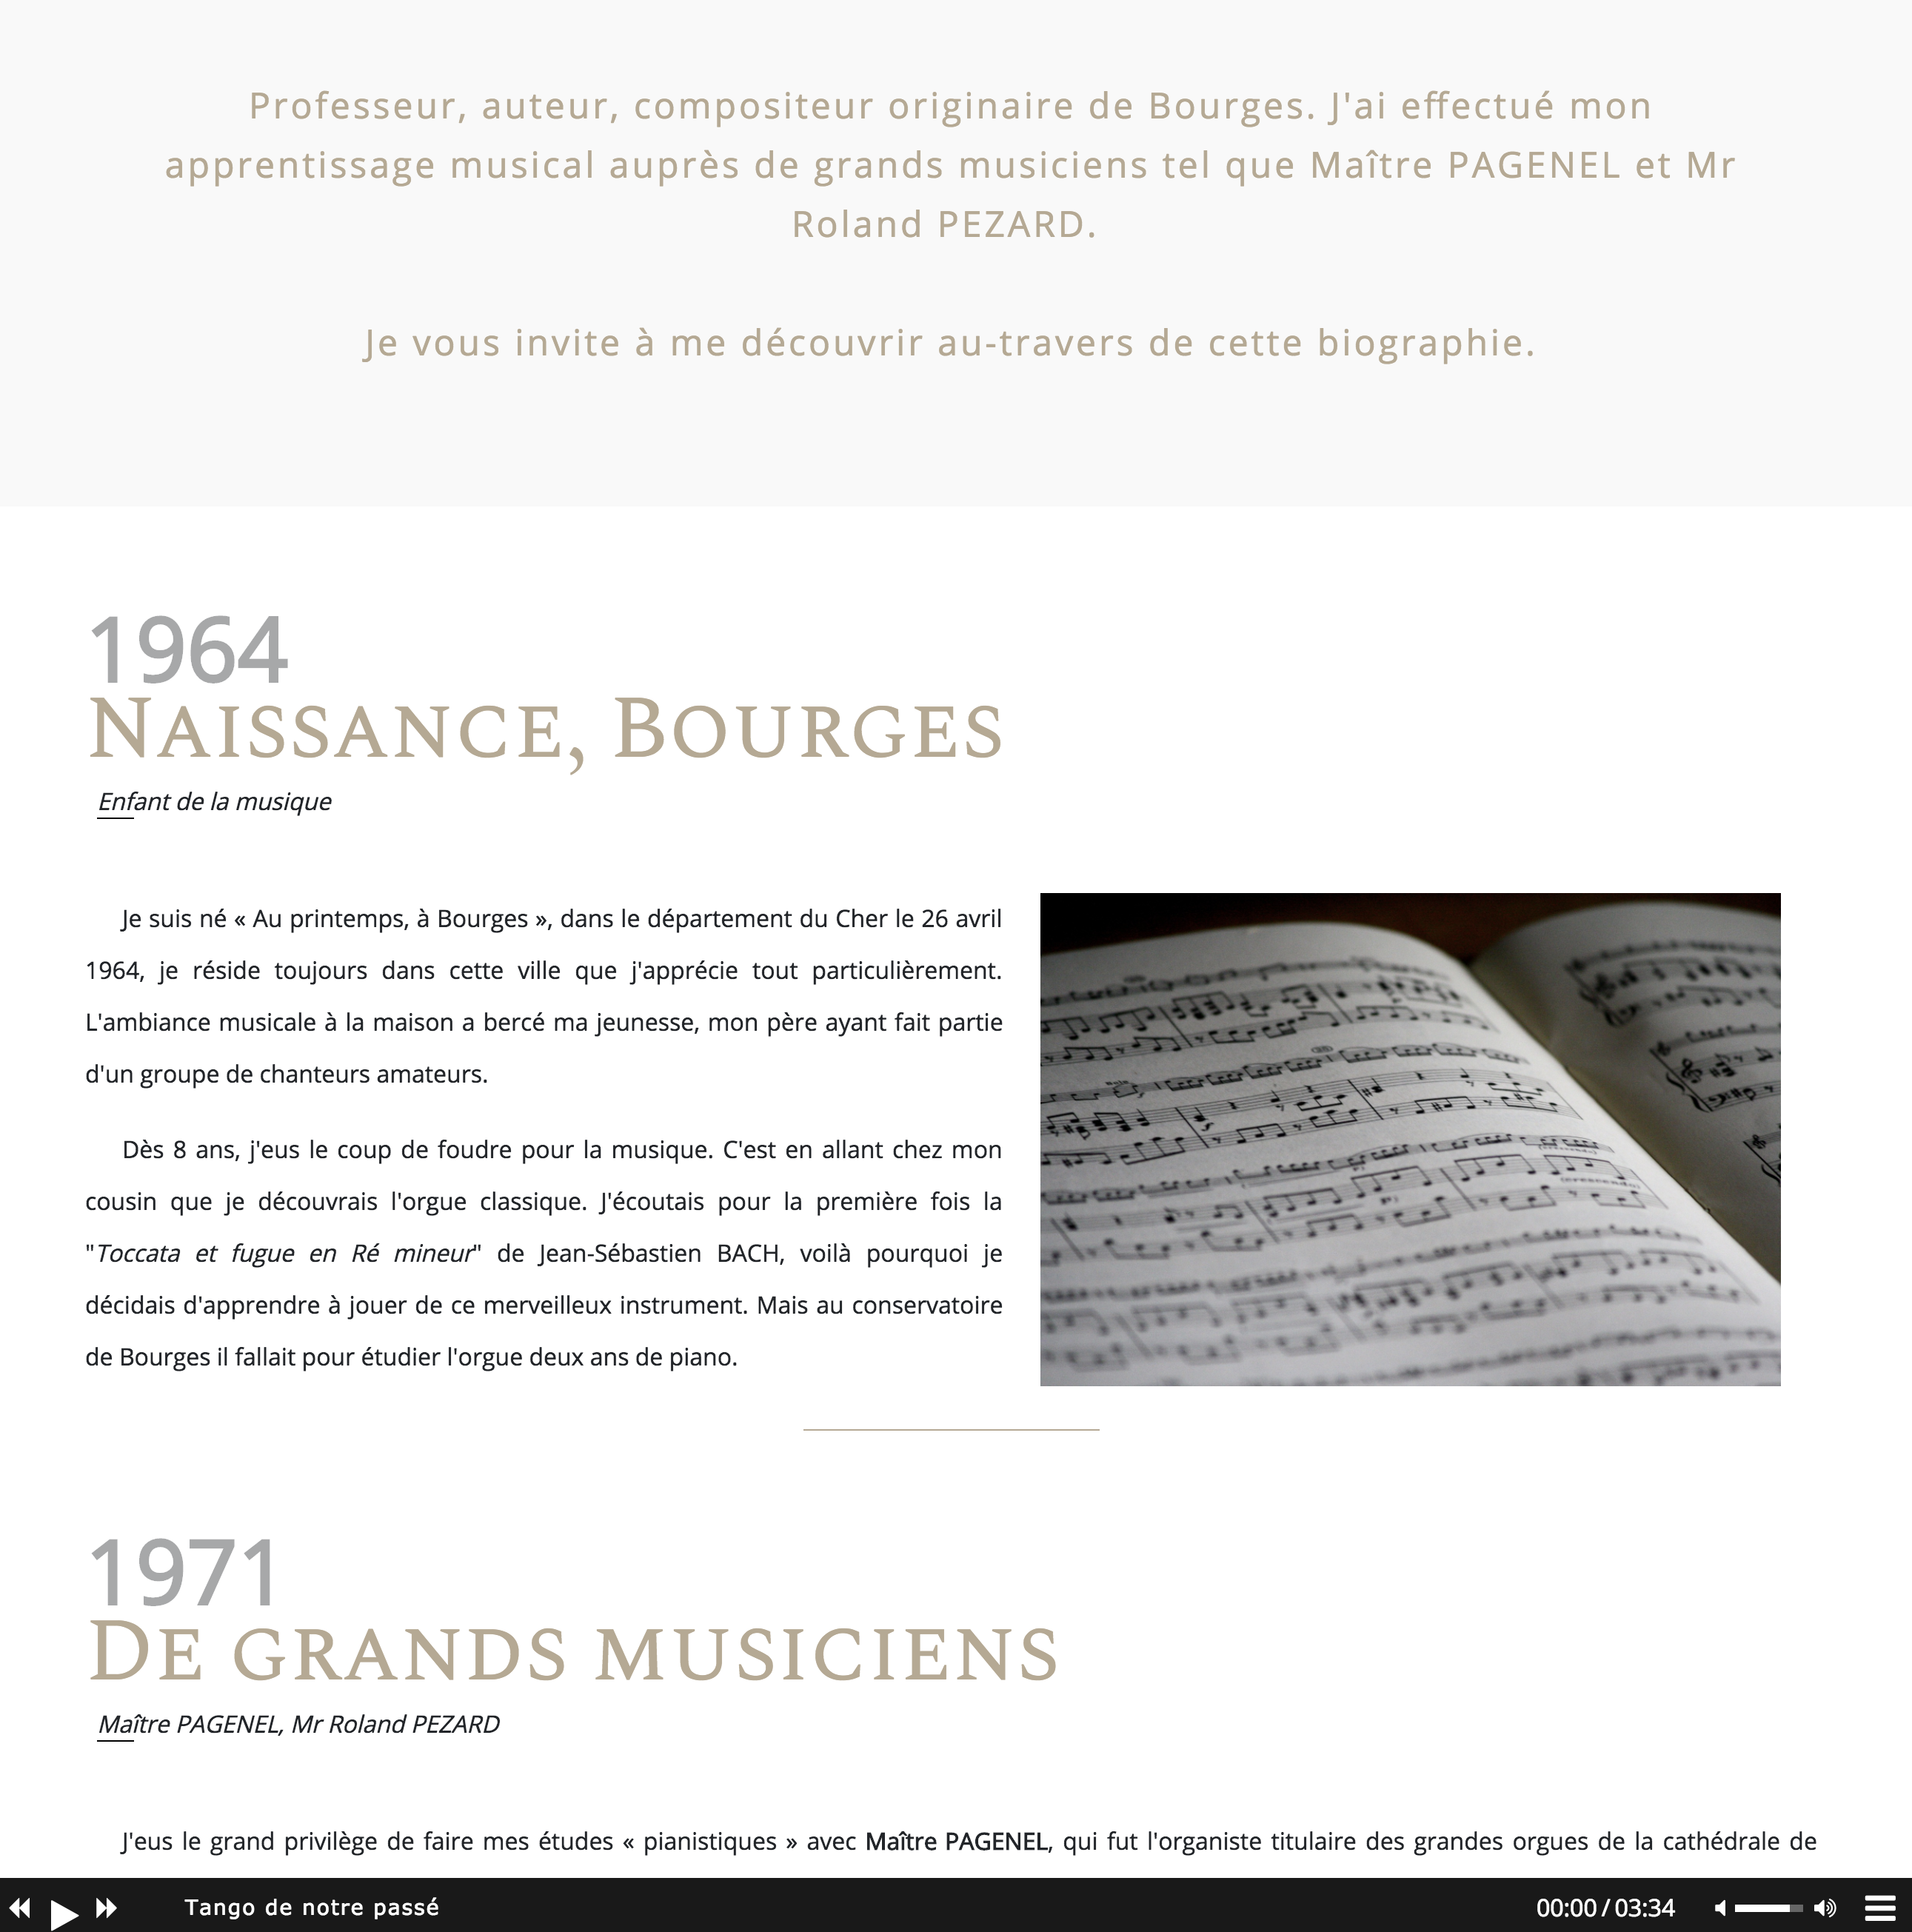 Professeur, auteur, compositeur originaire de Bourges. J'ai effectué mon
apprentissage musical auprès de grands musiciens tel que Maître PAGENEL et Mr
Roland PEZARD.
Je vous invite à me découvrir au-travers de cette biographie.
1964
Naissance, Bourges
Enfant de la musique
Je suis né « Au printemps, à Bourges », dans le département du Cher le 26 avril
1964, je réside toujours dans cette ville que j'apprécie tout particulièrement.
L'ambiance musicale à la maison a bercé ma jeunesse, mon père ayant fait partie
d'un groupe de chanteurs amateurs.
Dès 8 ans, j'eus le coup de foudre pour la musique. C'est en allant chez mon
cousin que je découvrais l'orgue classique. J'écoutais pour la première fois la
"Toccata et fugue en Ré mineur" de Jean-Sébastien BACH, voilà pourquoi je
décidais d'apprendre à jouer de ce merveilleux instrument. Mais au conservatoire
de Bourges il fallait pour étudier l'orgue deux ans de piano.
(crescendo)
1971
De grands musiciens
Maître PAGENEL, Mr Roland PEZARD
J'eus le grand privilège de faire mes études « pianistiques » avec Maître PAGENEL, qui fut l'organiste titulaire des grandes orgues de la cathédrale de
Tango de notre passé
00:00 / 03:34